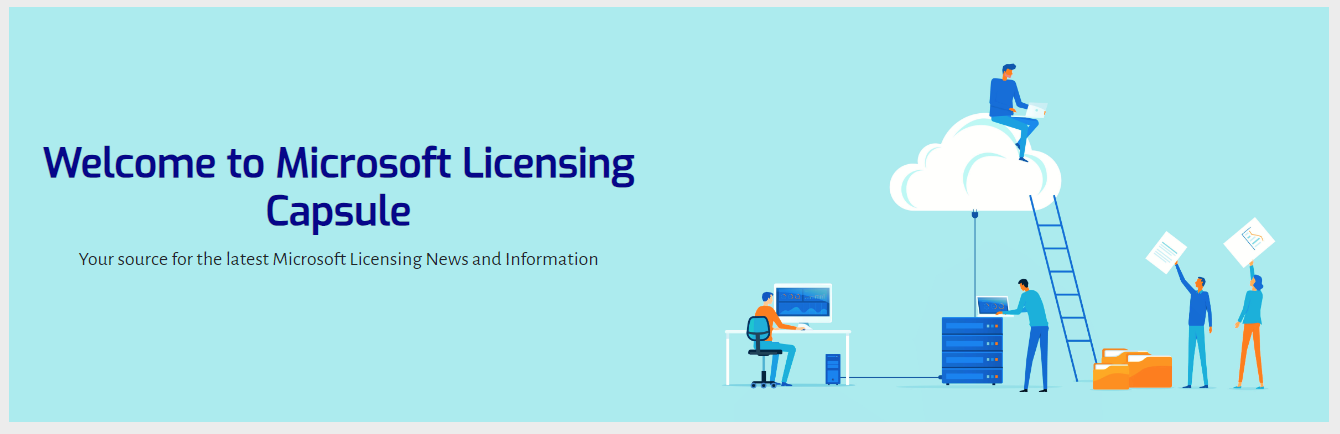 Welcome to Microsoft Licensing
Capsule
Your source for the latest Microsoft Licensing News and Information